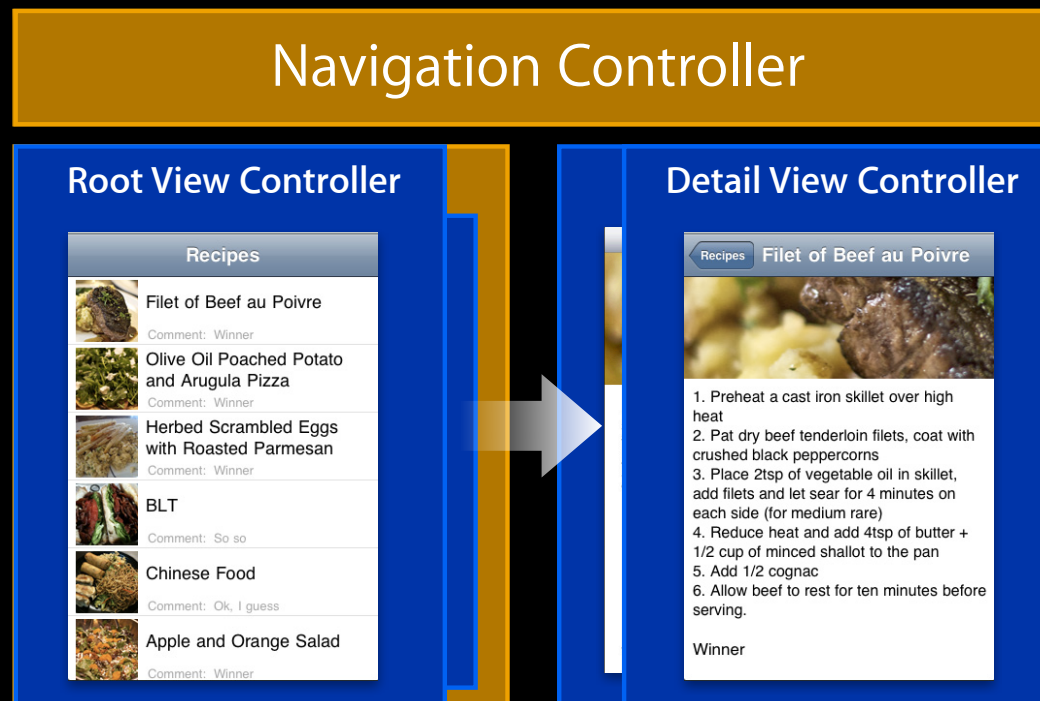 Navigation Controller
Root View Controller
Recipes
Filet of Beef au Poivre
Comment: Winner
Olive Oil Poached Potato
and Arugula Pizza
Comment: Winner
Herbed Scrambled Eggs
with Roasted Parmesan
Comment: Winner
BLT
Comment: So so
Chinese Food
Comment: Ok, I guess
Apple and Orange Salad
Comment: Winner
Detail View Controller
Recipes
Filet of Beef au Poivre
1. Preheat a cast iron skillet over high
heat
2. Pat dry beef tenderloin filets, coat with
crushed black peppercorns
3. Place 2tsp of vegetable oil in skillet,
add filets and let sear for 4 minutes on
each side (for medium rare)
4. Reduce heat and add 4tsp of butter +
1/2 cup of minced shallot to the pan
5. Add 1/2 cognac
6. Allow beef to rest for ten minutes before
serving.
Winner